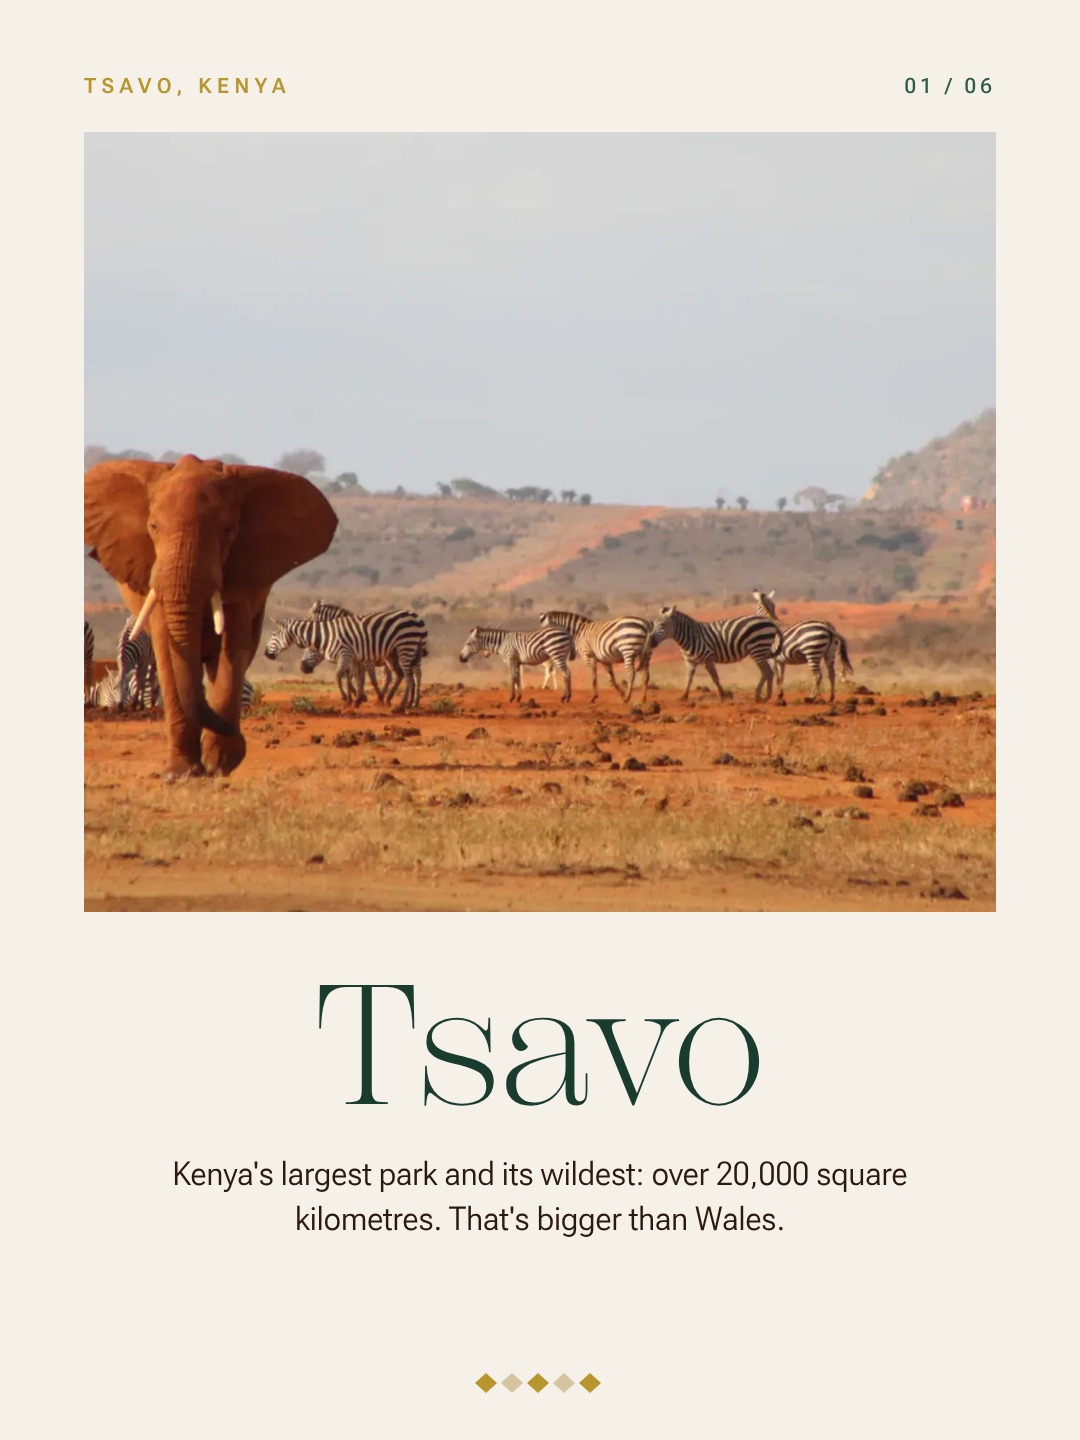 TSAVO, KENYA
01 / 06
Tsavo
Kenya's largest park and its wildest: over 20,000 square
kilometres. That's bigger than Wales.